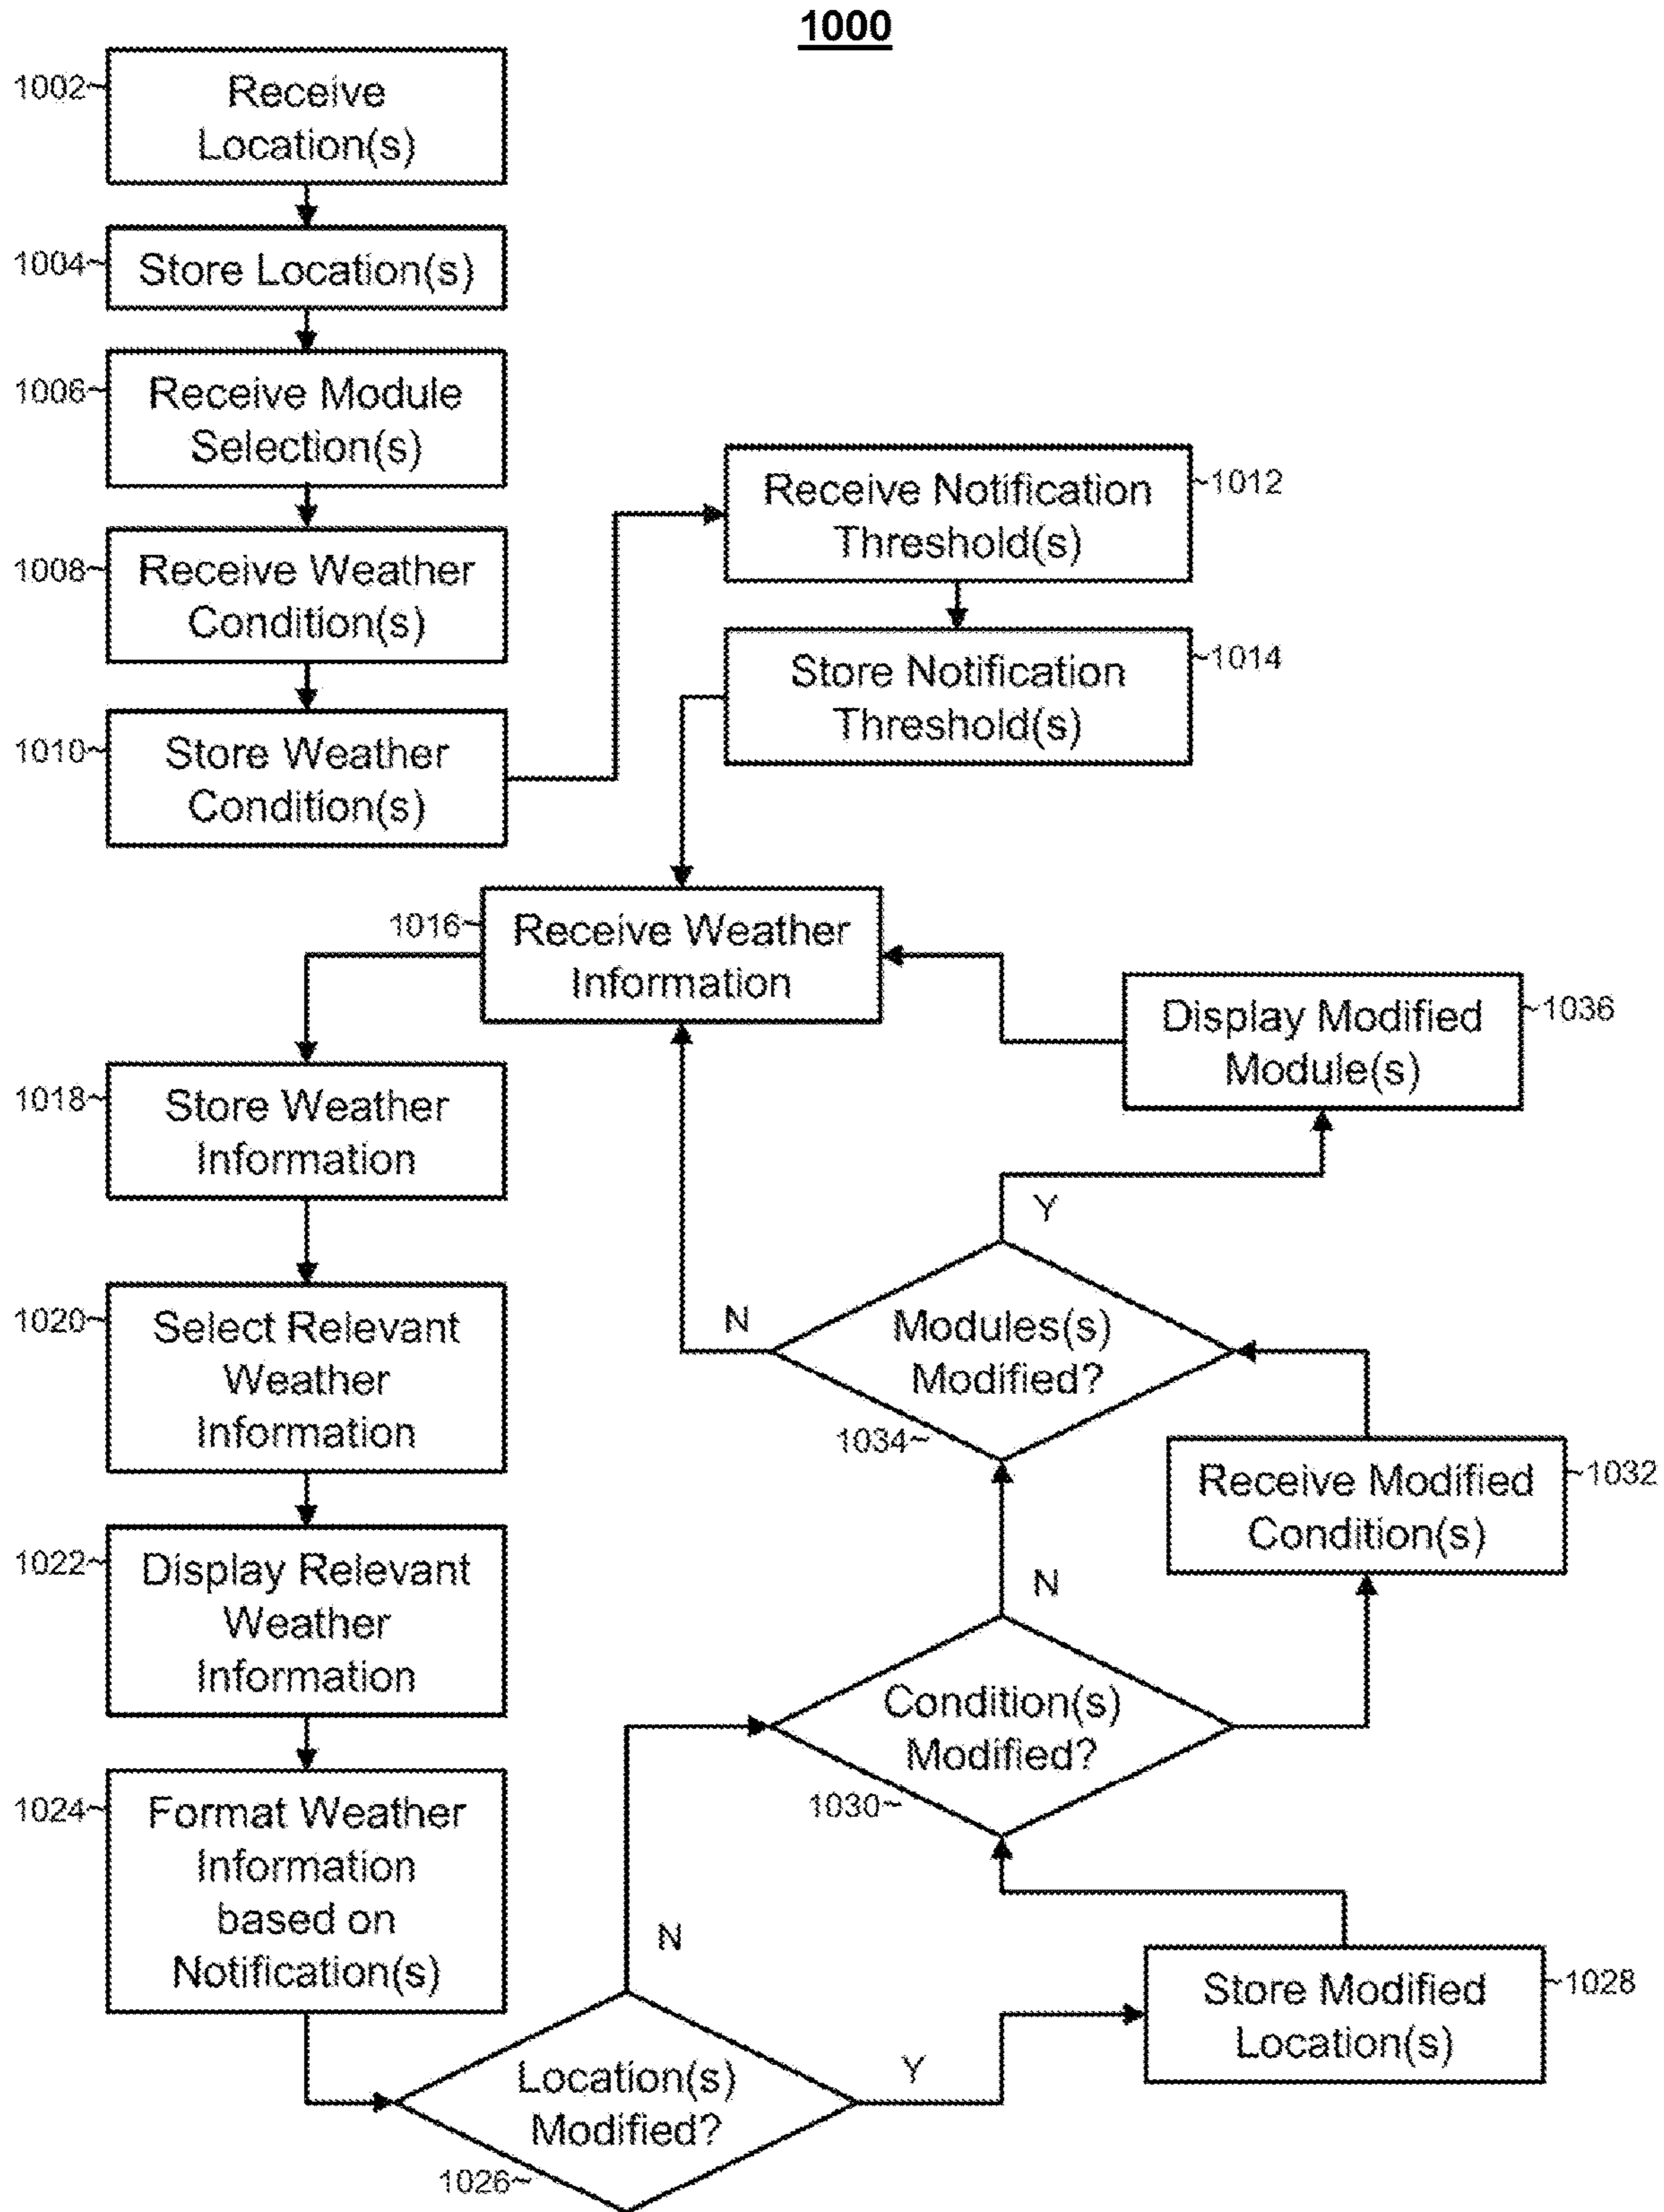 1000
1002
Receive
Location(s)
1004
Store Location(s)
1006
Receive Module
Selection(s)
1008
Receive Weather
Condition(s)
1010
Store Weather
Condition(s)
Receive Notification
Threshold(s)
1012
Store Notification
Threshold(s)
1014
1016
Receive Weather
Information
1018
Store Weather
Information
1020
Select Relevant
Weather
Information
1022
Display Relevant
Weather
Information
1024
Format Weather
Information
based on
Notification(s)
Location(s)
Modified?
1026
N
Y
Store Modified
Location(s)
1028
Condition(s)
Modified?
1030
N
Receive Modified
Condition(s)
1032
Modules(s)
Modified?
1034
N
Y
Display Modified
Module(s)
1036